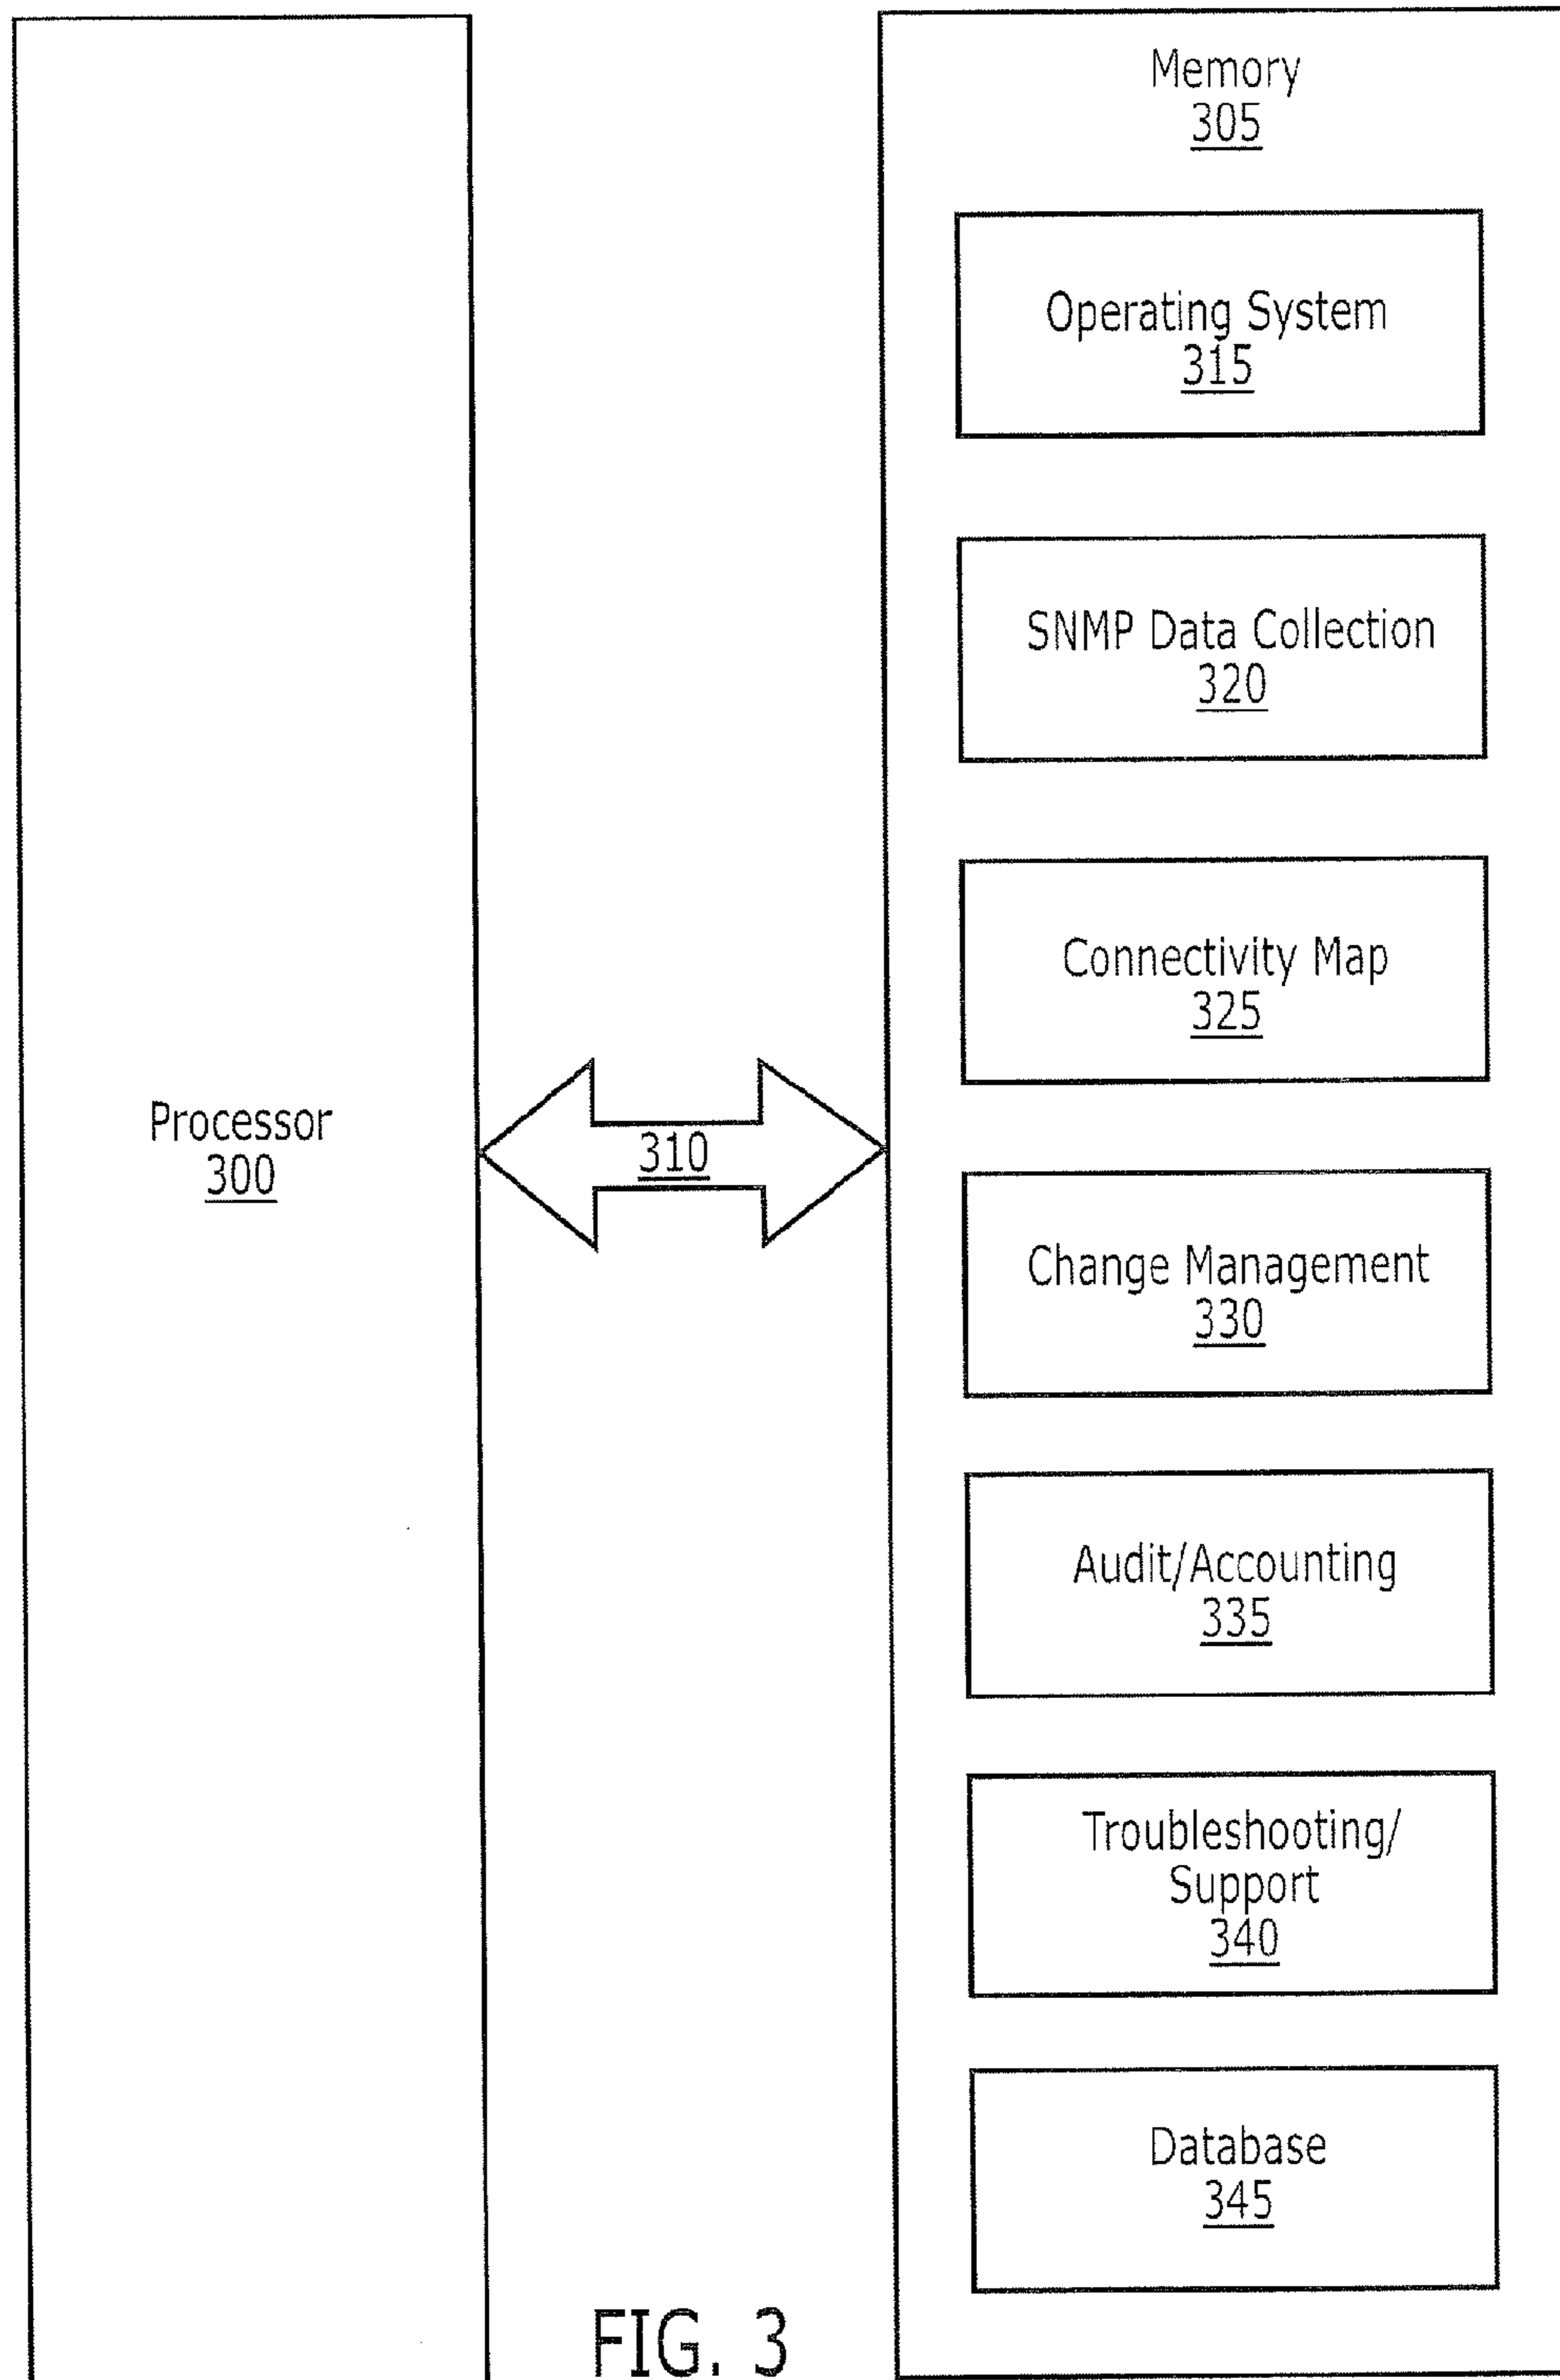 Memory
305
Operating System
315
SNMP Data Collection
320
Connectivity Map
325
Processor
300
310
Change Management
330
Audit/Accounting
335
Troubleshooting/
Support
340
Database
345
FIG. 3